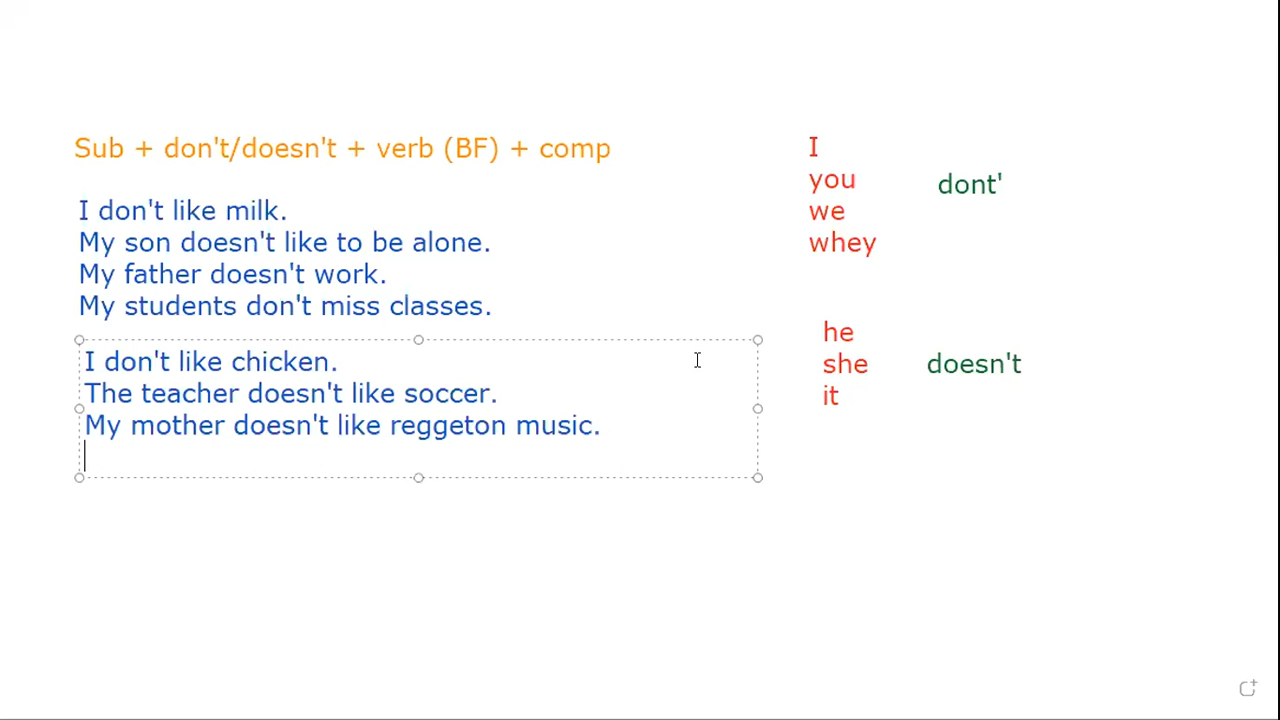 Sub + don't/doesn't + verb (BF) + comp
I don't like milk.
My son doesn't like to be alone.
My father doesn't work.
My students don't miss classes.
I don't like chicken.
The teacher doesn't like soccer.
My mother doesn't like reggeton music.
I
you
we
whey
dont'
he
she
it
doesn't